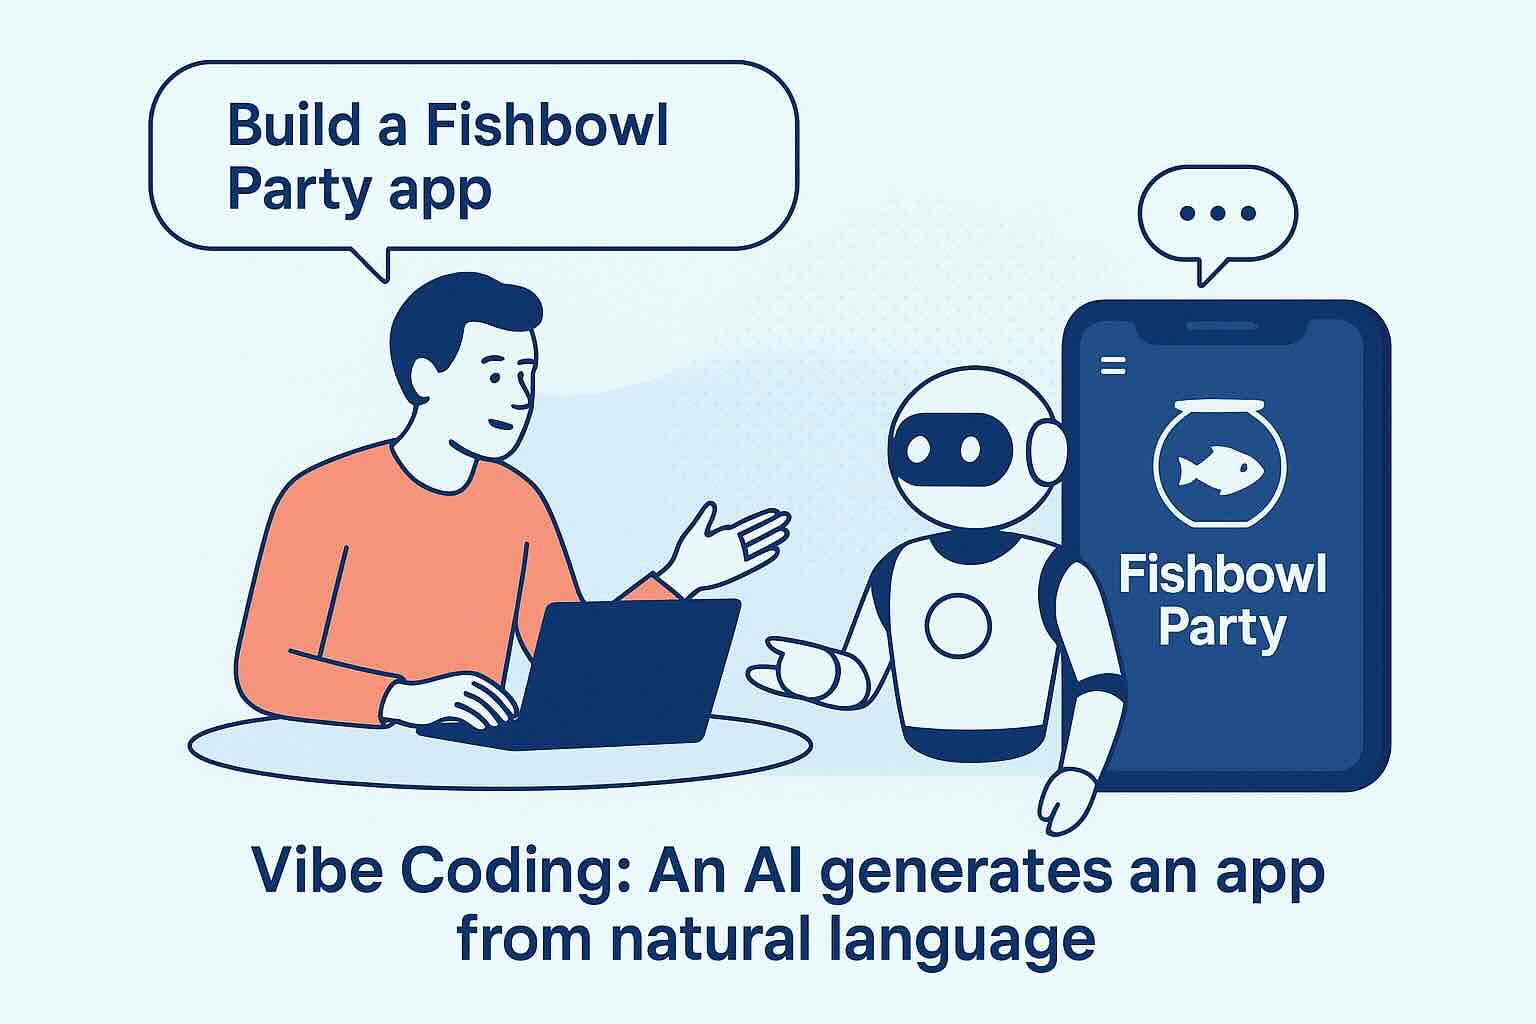 Build a Fishbowl
Party app
Fishbowl
Party
Vibe Coding: An AI generates an app
from natural language